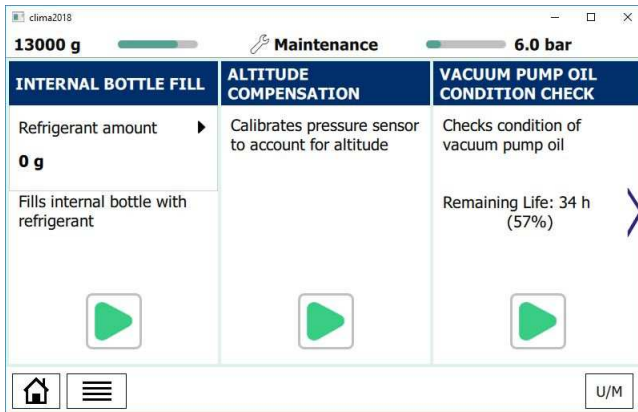 clima2018
13000 g
Maintenance
6.0 bar
INTERNAL BOTTLE FILL
Refrigerant amount
0 g
Fills internal bottle with
refrigerant
ALTITUDE
COMPENSATION
Calibrates pressure sensor
to account for altitude
VACUUM PUMP OIL
CONDITION CHECK
Checks condition of
vacuum pump oil
Remaining Life: 34 h
(57%)
U/M